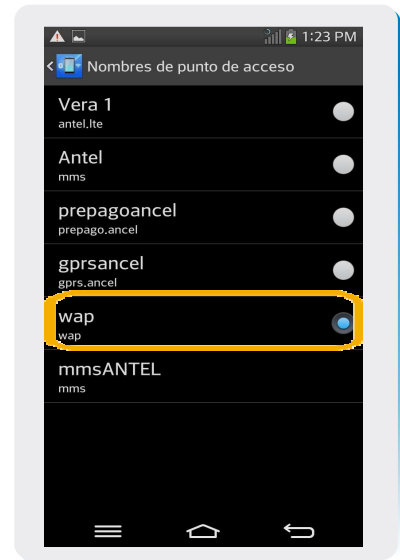 1:23 PM
Nombres de punto de acceso
Vera 1
antel.lte
Antel
mms
prepagoancel
prepago.ancel
gprsancel
gprs.ancel
wap
wap
mmsANTEL
mms